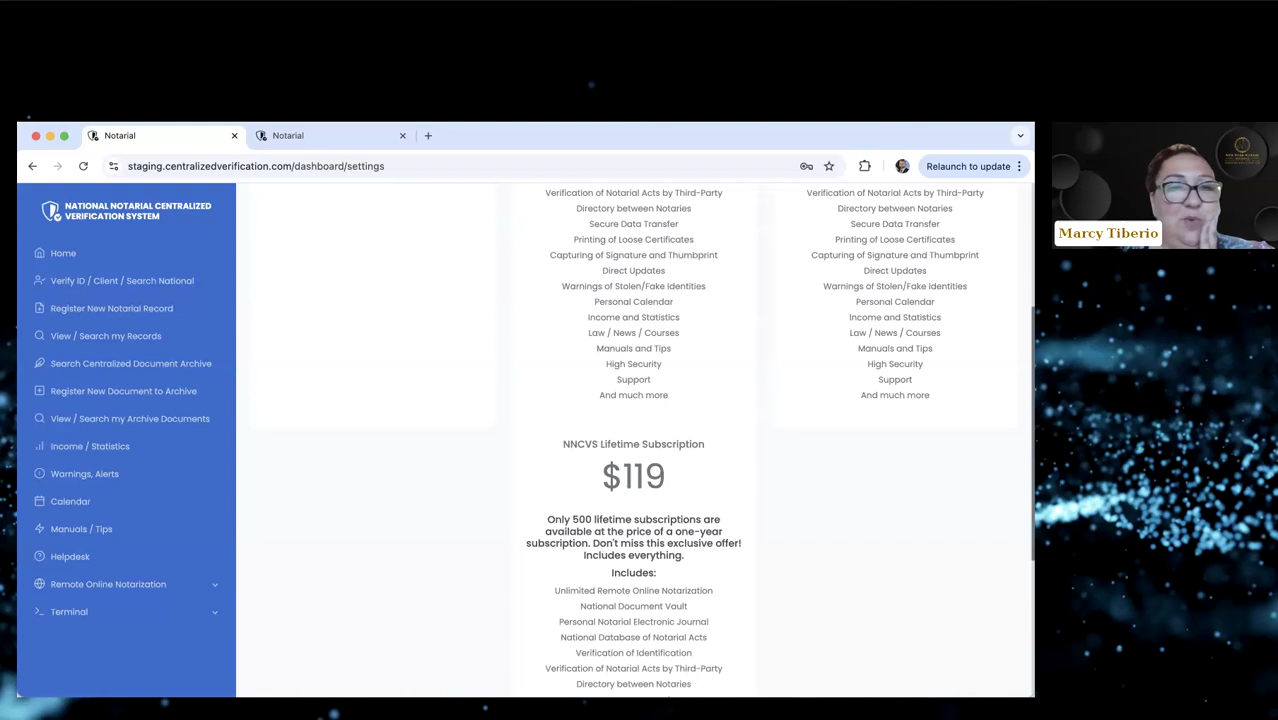 Notarial
Notarial
staging.centralizedverification.com/dashboard/settings
Relaunch to update
NATIONAL NOTARIAL CENTRALIZED
VERIFICATION SYSTEM
Home
Verify ID / Client / Search National
Register New Notarial Record
View / Search my Records
Search Centralized Document Archive
Register New Document to Archive
View / Search my Archive Documents
Income / Statistics
Warnings, Alerts
Calendar
Manuals / Tips
Helpdesk
Remote Online Notarization
Terminal
Verification of Notarial Acts by Third-Party
Directory between Notaries
Secure Data Transfer
Printing of Loose Certificates
Capturing of Signature and Thumbprint
Direct Updates
Warnings of Stolen/Fake Identities
Personal Calendar
Income and Statistics
Law / News / Courses
Manuals and Tips
High Security
Support
And much more
NNCVS Lifetime Subscription
$119
Only 500 lifetime subscriptions are
available at the price of a one-year
subscription. Don't miss this exclusive offer!
Includes everything.
Includes:
Unlimited Remote Online Notarization
National Document Vault
Personal Notarial Electronic Journal
National Database of Notarial Acts
Verification of Identification
Verification of Notarial Acts by Third-Party
Directory between Notaries
Verification of Notarial Acts by Third-Party
Directory between Notaries
Secure Data Transfer
Printing of Loose Certificates
Capturing of Signature and Thumbprint
Direct Updates
Warnings of Stolen/Fake Identities
Personal Calendar
Income and Statistics
Law / News / Courses
Manuals and Tips
High Security
Support
And much more
Marcy Tiberio